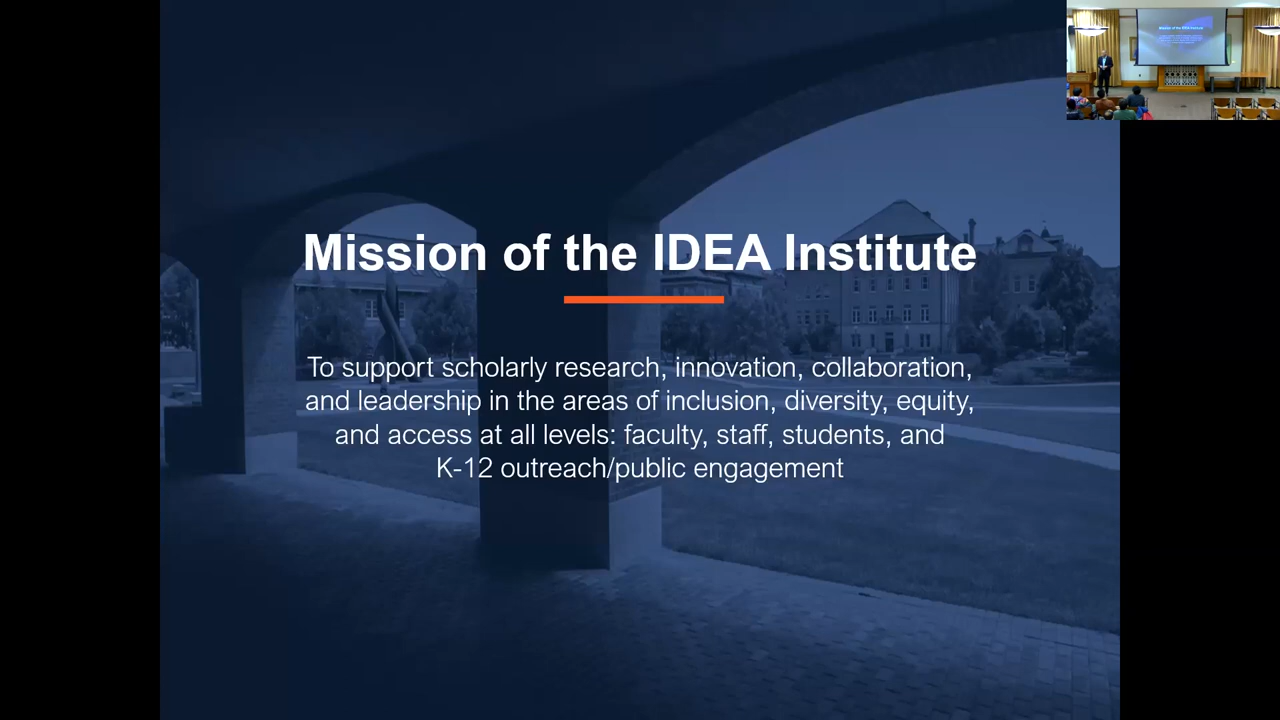 Mission of the IDEA Institute
To support scholarly research, innovation, collaboration,
and leadership in the areas of inclusion, diversity, equity,
and access at all levels: faculty, staff, students, and
K-12 outreach/public engagement